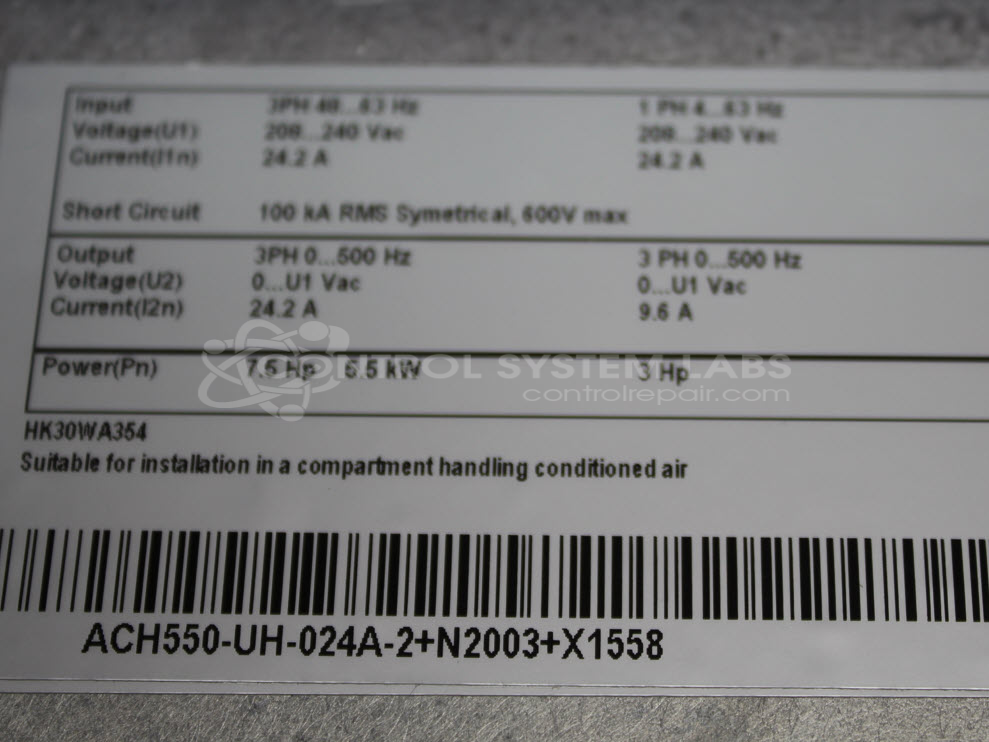 Input 3PH 48...63 Hz 1 PH 4...63 Hz
Voltage(U1) 208...240 Vac 208...240 Vac
Current(I1n) 24.2 A 24.2 A
Short Circuit 100 kA RMS Symetrical, 600V max
Output 3PH 0...500 Hz 3 PH 0...500 Hz
Voltage(U2) 0...U1 Vac 0...U1 Vac
Current(I2n) 24.2 A 9.6 A
Power(Pn) 7.5 Hp 5.5 kW 3 Hp
CONTROL SYSTEM LABS
controlrepair.com
HK30WA354
Suitable for installation in a compartment handling conditioned air
ACH550-UH-024A-2+N2003+X1558